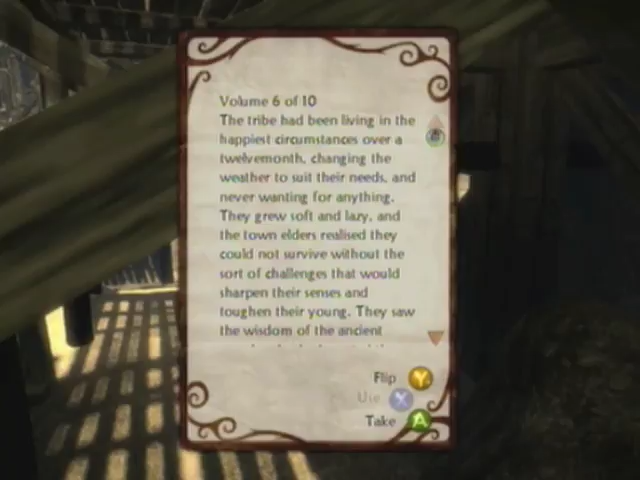 Volume 6 of 10
The tribe had been living in the
happiest circumstances over a
twelvemonth, changing the
weather to suit their needs, and
never wanting for anything.
They grew soft and lazy, and
the town elders realised they
could not survive without the
sort of challenges that would
sharpen their senses and
toughen their young. They saw
the wisdom of the ancient
Flip Y
Use X
Take A